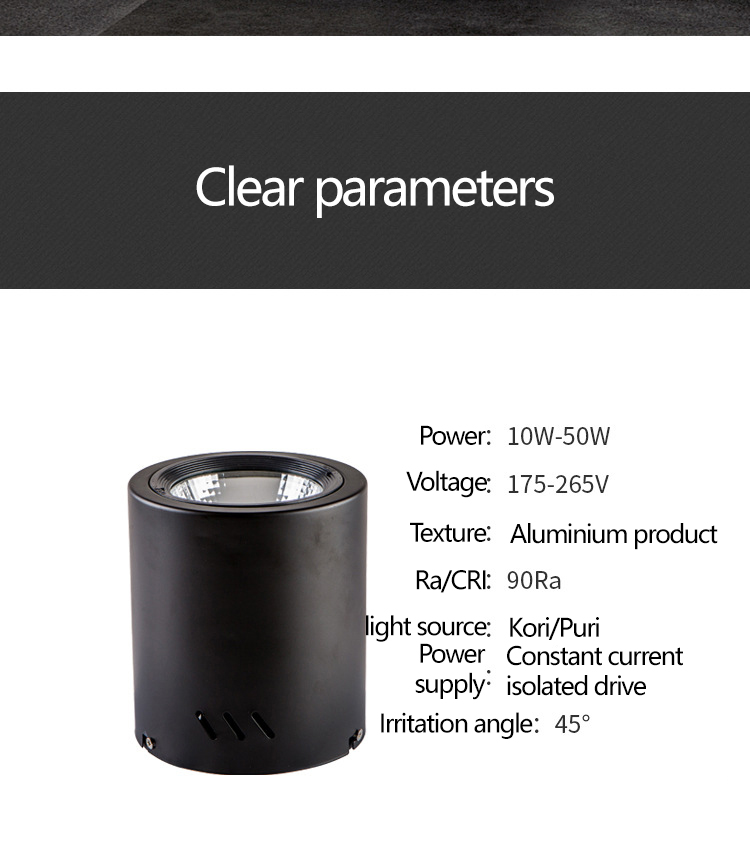 Clear parameters
Power: 10W-50W
Voltage: 175-265V
Texture: Aluminium product
Ra/CRI: 90Ra
light source: Kori/Puri
Power supply: Constant current
isolated drive
Irritation angle: 45°